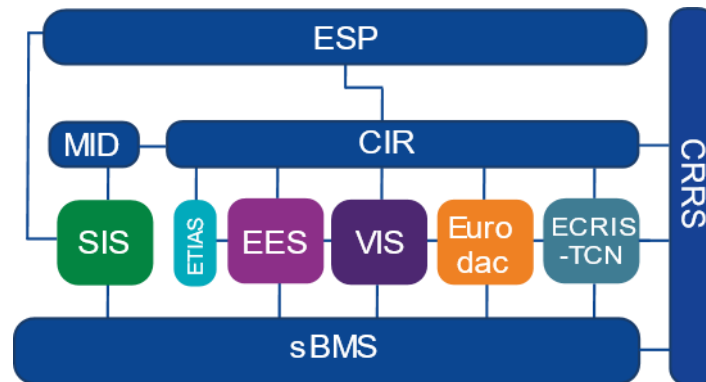 ESP
MID
CIR
CRRS
SIS
ETIAS
EES
VIS
Euro
dac
ECRIS
-TCN
sBMS